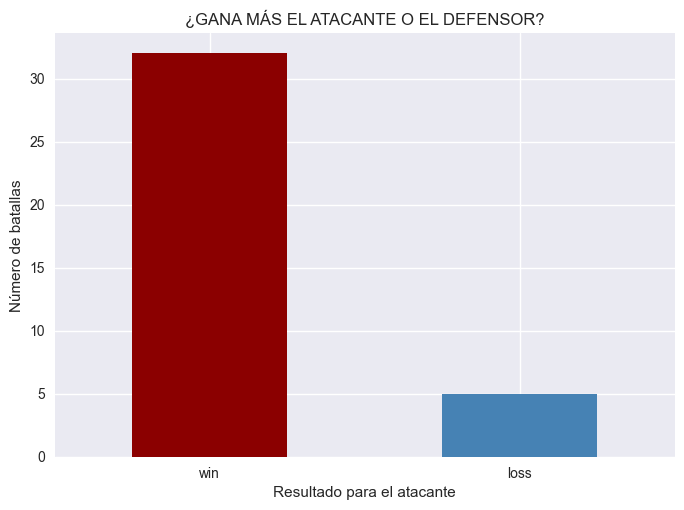 ¿GANA MÁS EL ATACANTE O EL DEFENSOR?
Número de batallas
30
25
20
15
10
5
0
win
loss
Resultado para el atacante